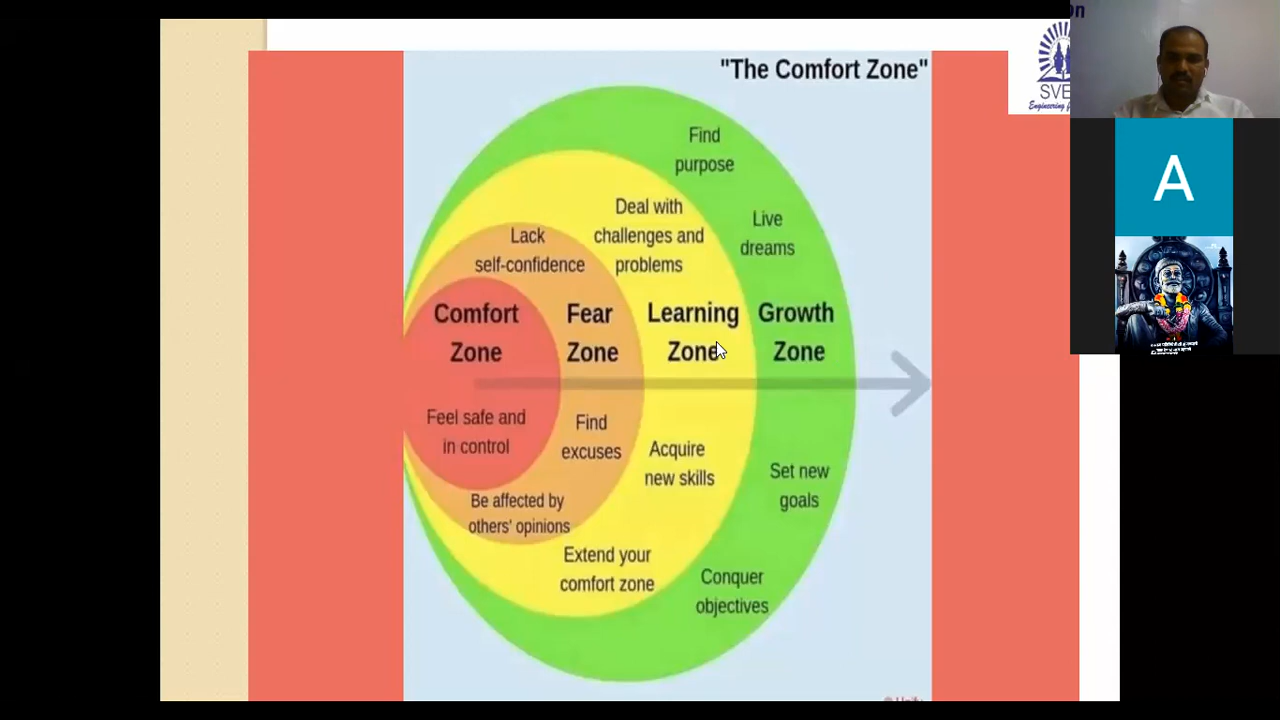 "The Comfort Zone"
Find
purpose
Deal with
challenges and
problems
Live
dreams
Lack
self-confidence
Comfort
Zone
Fear
Zone
Learning
Zone
Growth
Zone
Feel safe and
in control
Find
excuses
Acquire
new skills
Set new
goals
Be affected by
others' opinions
Extend your
comfort zone
Conquer
objectives
SVE
Engineering f
A